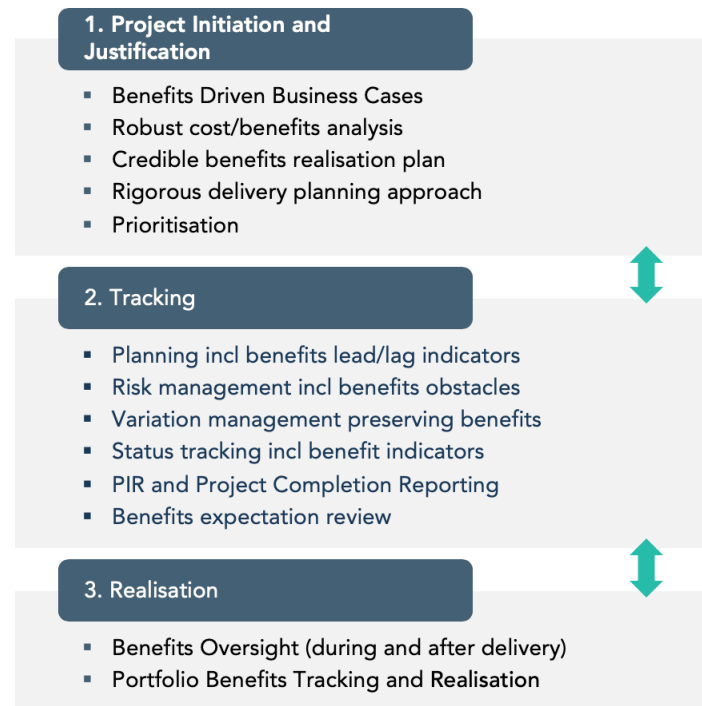 1. Project Initiation and
Justification
Benefits Driven Business Cases
Robust cost/benefits analysis
Credible benefits realisation plan
Rigorous delivery planning approach
Prioritisation
2. Tracking
Planning incl benefits lead/lag indicators
Risk management incl benefits obstacles
Variation management preserving benefits
Status tracking incl benefit indicators
PIR and Project Completion Reporting
Benefits expectation review
3. Realisation
Benefits Oversight (during and after delivery)
Portfolio Benefits Tracking and Realisation